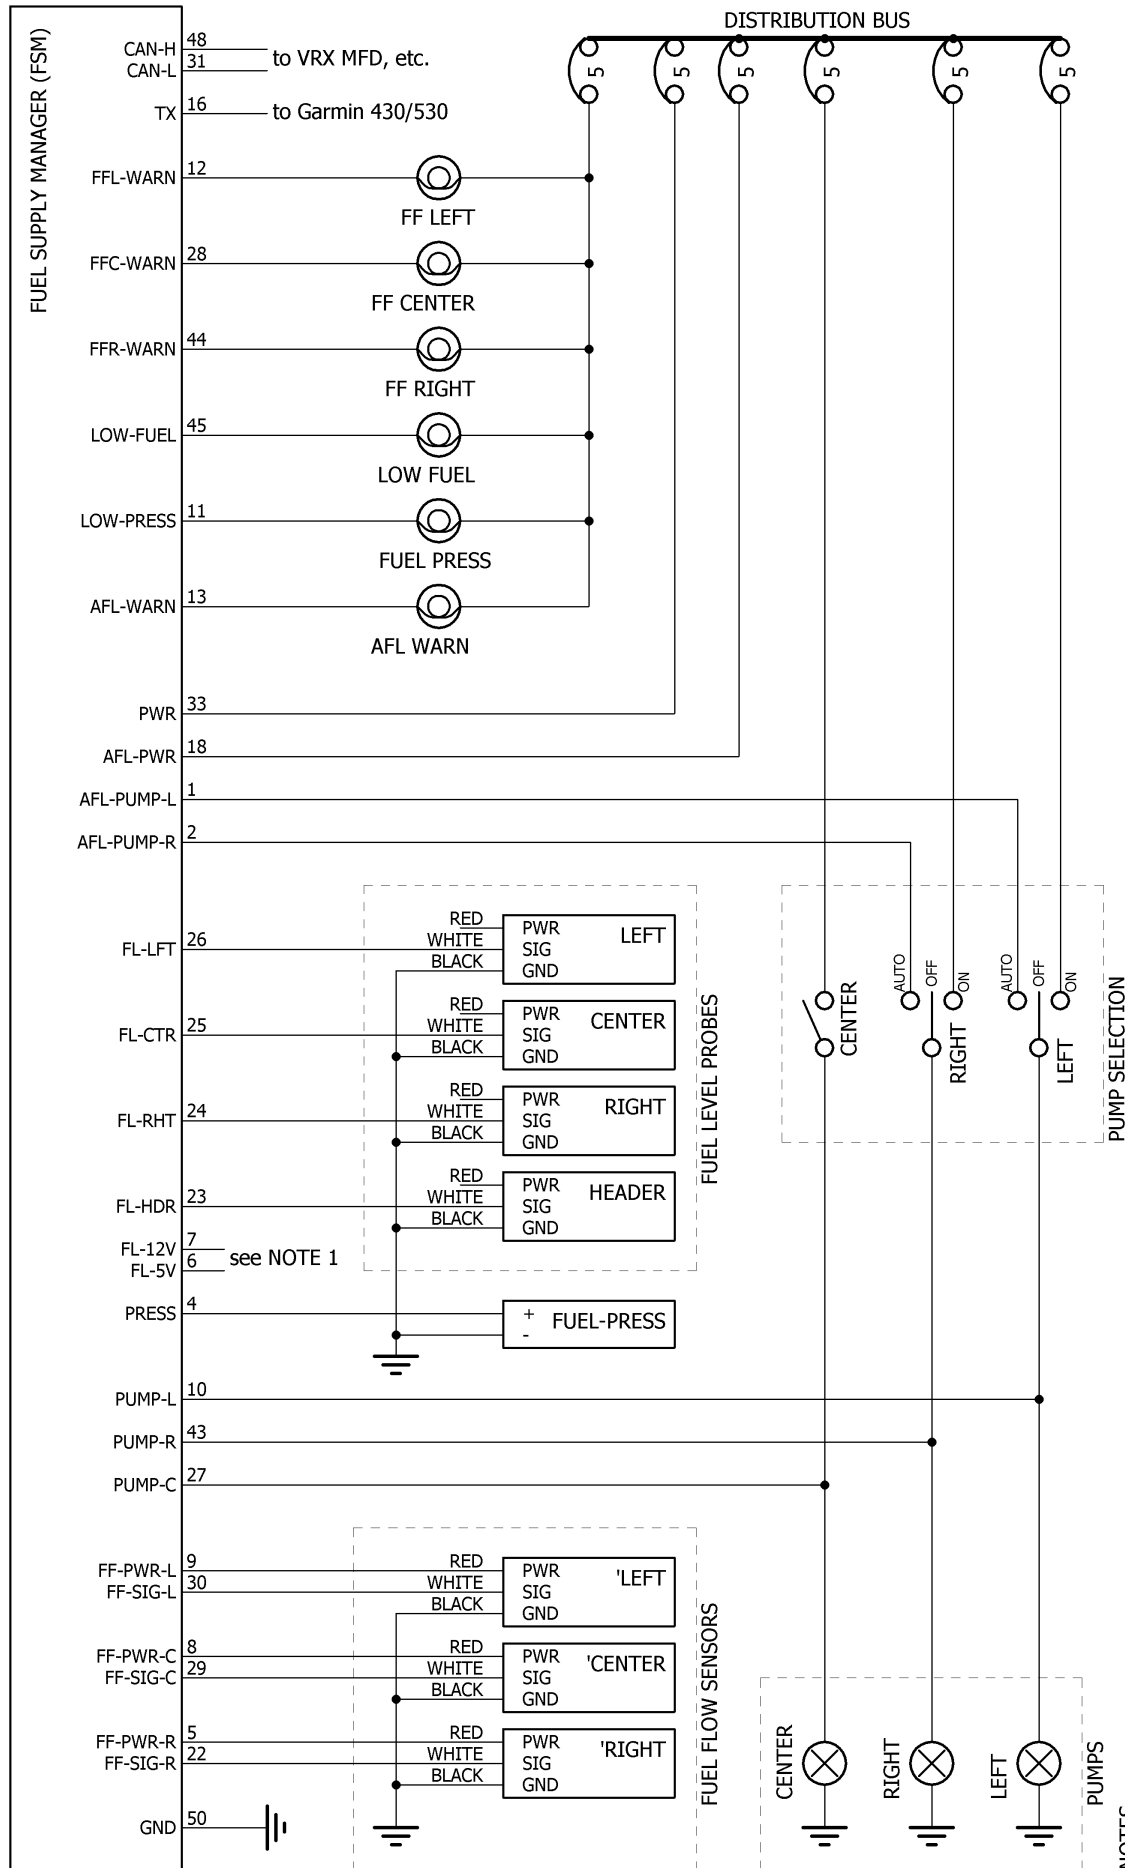 DISTRIBUTION BUS
FUEL SUPPLY MANAGER (FSM)
CAN-H 48
CAN-L 31
to VRX MFD, etc.
TX 16 to Garmin 430/530
5 5 5 5 5 5
FFL-WARN 12
FF LEFT
FFC-WARN 28
FF CENTER
FFR-WARN 44
FF RIGHT
LOW-FUEL 45
LOW FUEL
LOW-PRESS 11
FUEL PRESS
AFL-WARN 13
AFL WARN
PWR 33
AFL-PWR 18
AFL-PUMP-L 1
AFL-PUMP-R 2
FL-LFT 26
RED PWR LEFT
WHITE SIG
BLACK GND
FL-CTR 25
RED PWR CENTER
WHITE SIG
BLACK GND
FL-RHT 24
RED PWR RIGHT
WHITE SIG
BLACK GND
FL-HDR 23
RED PWR HEADER
WHITE SIG
BLACK GND
FUEL LEVEL PROBES
CENTER
AUTO OFF ON
RIGHT
AUTO OFF ON
LEFT
PUMP SELECTION
FL-12V 7
FL-5V 6
see NOTE 1
PRESS 4
+ FUEL-PRESS
-
PUMP-L 10
PUMP-R 43
PUMP-C 27
FF-PWR-L 9 RED PWR 'LEFT
FF-SIG-L 30 WHITE SIG
BLACK GND
FF-PWR-C 8 RED PWR 'CENTER
FF-SIG-C 29 WHITE SIG
BLACK GND
FF-PWR-R 5 RED PWR 'RIGHT
FF-SIG-R 22 WHITE SIG
BLACK GND
FUEL FLOW SENSORS
CENTER
RIGHT
LEFT
PUMPS
GND 50
NOTES